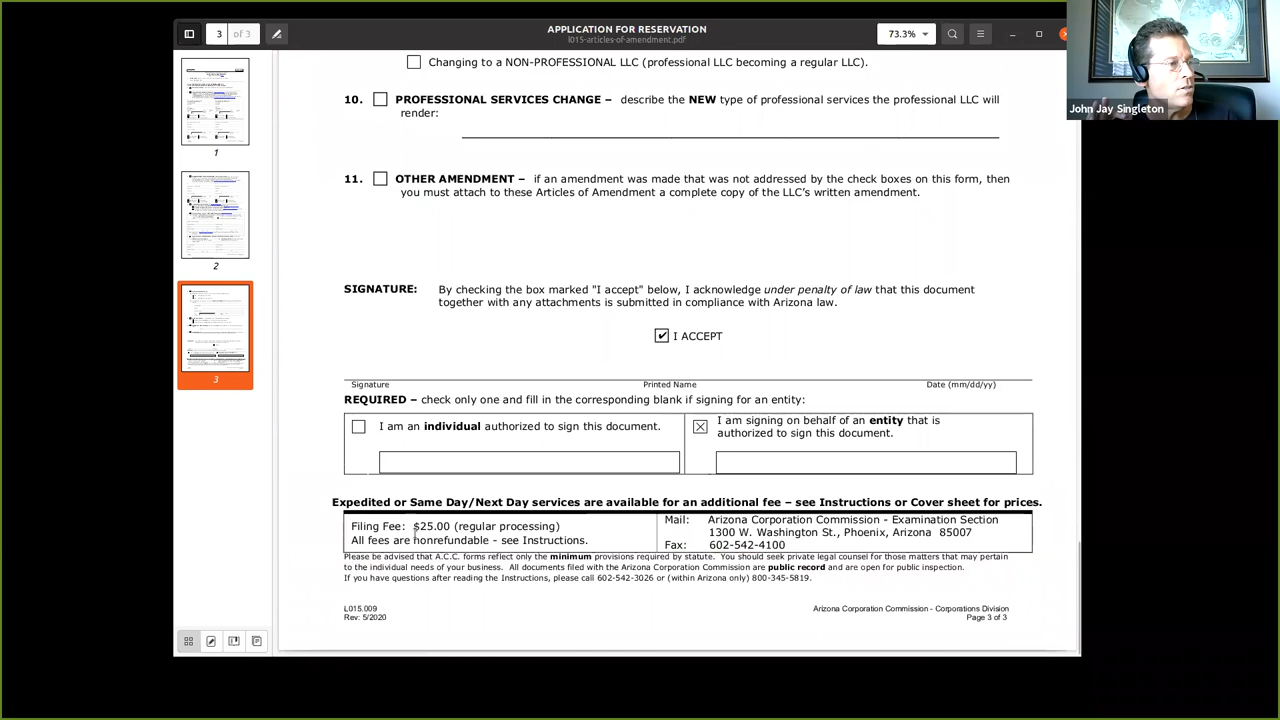 APPLICATION FOR RESERVATION
l015-articles-of-amendment.pdf
3 of 3
73.3%
John Jay Singleton
1
2
3
Changing to a NON-PROFESSIONAL LLC (professional LLC becoming a regular LLC).
10. PROFESSIONAL SERVICES CHANGE – describe the NEW type of professional services the professional LLC will
render:
11. OTHER AMENDMENT – if an amendment was made that was not addressed by the check boxes on this form, then
you must attach to these Articles of Amendment a complete copy of the LLC's written amendment.
SIGNATURE: By checking the box marked "I accept" below, I acknowledge under penalty of law that this document
together with any attachments is submitted in compliance with Arizona law.
I ACCEPT
Signature Printed Name Date (mm/dd/yy)
REQUIRED – check only one and fill in the corresponding blank if signing for an entity:
I am an individual authorized to sign this document.
I am signing on behalf of an entity that is
authorized to sign this document.
Expedited or Same Day/Next Day services are available for an additional fee – see Instructions or Cover sheet for prices.
Filing Fee: $25.00 (regular processing)
All fees are nonrefundable - see Instructions.
Mail: Arizona Corporation Commission - Examination Section
1300 W. Washington St., Phoenix, Arizona 85007
Fax: 602-542-4100
Please be advised that A.C.C. forms reflect only the minimum provisions required by statute. You should seek private legal counsel for those matters that may pertain
to the individual needs of your business. All documents filed with the Arizona Corporation Commission are public record and are open for public inspection.
If you have questions after reading the Instructions, please call 602-542-3026 or (within Arizona only) 800-345-5819.
L015.009
Rev: 5/2020
Arizona Corporation Commission - Corporations Division
Page 3 of 3